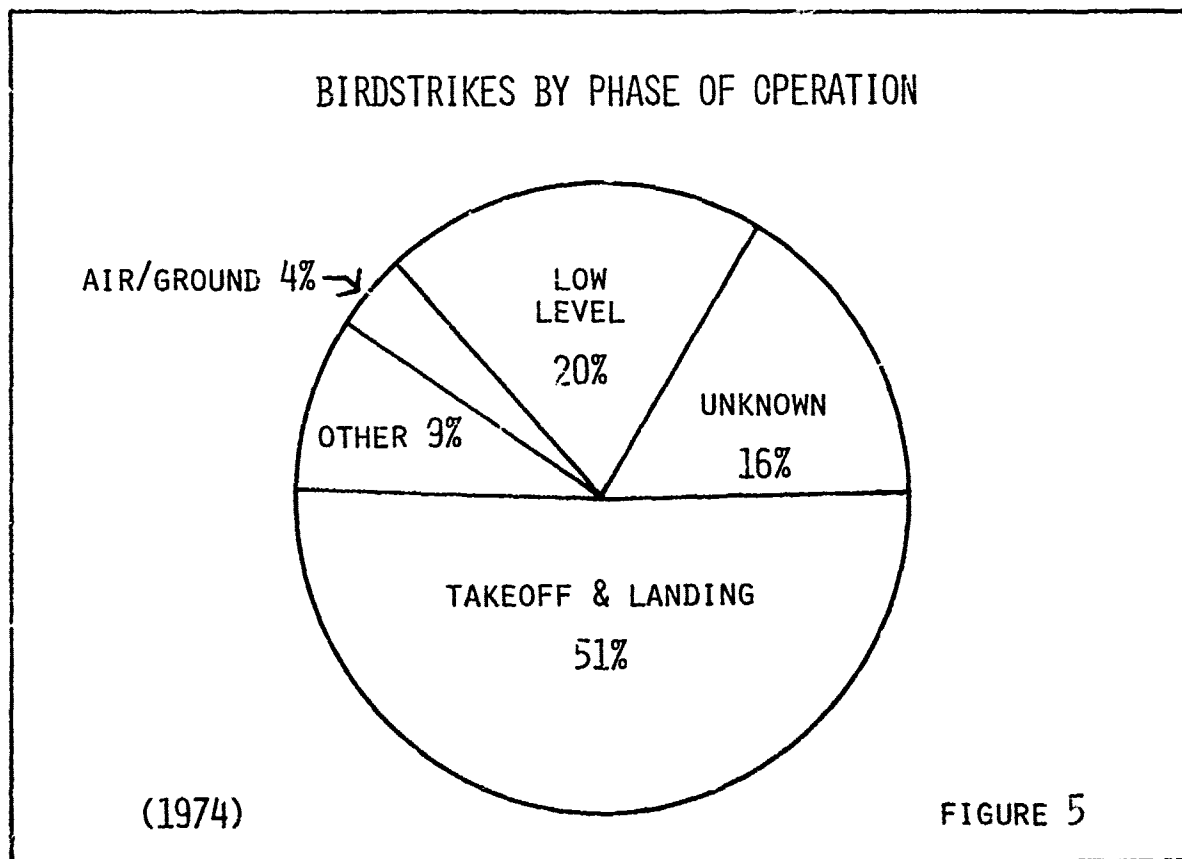 BIRDSTRIKES BY PHASE OF OPERATION
AIR/GROUND 4%
LOW
LEVEL
20%
UNKNOWN
16%
OTHER 9%
TAKEOFF & LANDING
51%
(1974)
FIGURE 5